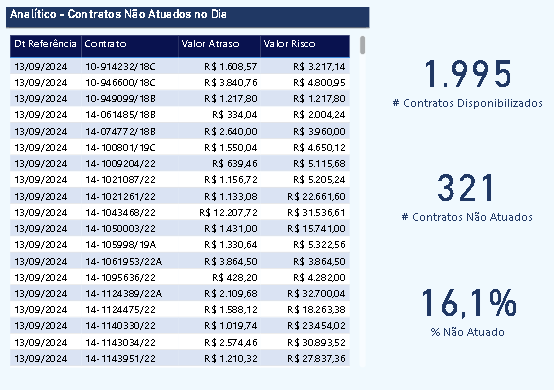 Analítico - Contratos Não Atuados no Dia
Dt Referência Contrato Valor Atraso Valor Risco
13/09/2024 10-914232/18C R$ 1.608,57 R$ 3.217,14
13/09/2024 10-946600/18C R$ 3.840,76 R$ 4.800,95
13/09/2024 10-949099/18B R$ 1.217,80 R$ 1.217,80
13/09/2024 14-061485/18B R$ 334,04 R$ 2.004,24
13/09/2024 14-074772/18B R$ 2.640,00 R$ 3.960,00
13/09/2024 14-100801/19C R$ 1.550,04 R$ 4.650,12
13/09/2024 14-1009204/22 R$ 639,46 R$ 5.115,68
13/09/2024 14-1021087/22 R$ 1.156,72 R$ 5.205,24
13/09/2024 14-1021261/22 R$ 1.133,08 R$ 22.661,60
13/09/2024 14-1043468/22 R$ 12.207,72 R$ 31.536,61
13/09/2024 14-1050003/22 R$ 1.431,00 R$ 15.741,00
13/09/2024 14-105998/19A R$ 1.330,64 R$ 5.322,56
13/09/2024 14-1061953/22A R$ 3.864,50 R$ 3.864,50
13/09/2024 14-1095636/22 R$ 428,20 R$ 4.282,00
13/09/2024 14-1124389/22A R$ 2.109,68 R$ 32.700,04
13/09/2024 14-1124475/22 R$ 1.588,12 R$ 18.263,38
13/09/2024 14-1140330/22 R$ 1.019,74 R$ 23.454,02
13/09/2024 14-1143034/22 R$ 2.574,46 R$ 30.893,52
13/09/2024 14-1143951/22 R$ 1.210,32 R$ 27.837,36
1.995
# Contratos Disponibilizados
321
# Contratos Não Atuados
16,1%
% Não Atuado